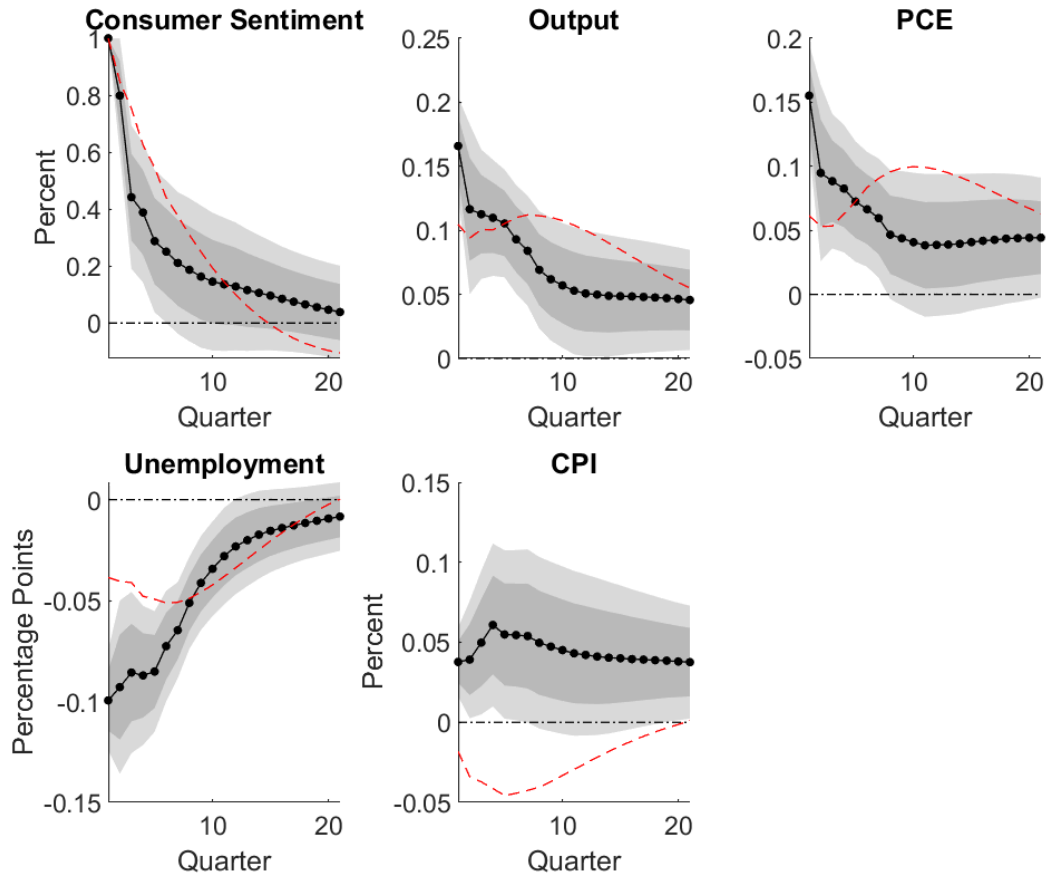 Consumer Sentiment
1
0.8
0.6
0.4
0.2
0
Percent
10
20
Quarter
Output
0.25
0.2
0.15
0.1
0.05
0
10
20
Quarter
PCE
0.2
0.15
0.1
0.05
0
-0.05
10
20
Quarter
Unemployment
0
-0.05
-0.1
-0.15
Percentage Points
10
20
Quarter
CPI
0.15
0.1
0.05
0
-0.05
Percent
10
20
Quarter